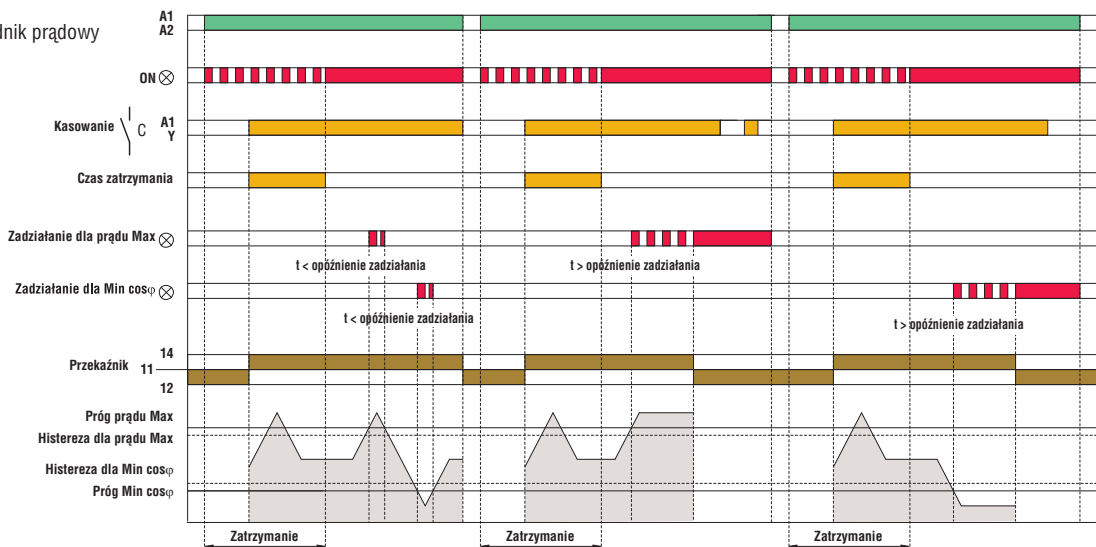 dnik prądowy
A1
A2
ON
Kasowanie C A1
Y
Czas zatrzymania
Zadziałanie dla prądu Max
t < opóźnienie zadziałania
t > opóźnienie zadziałania
Zadziałanie dla Min cosφ
t < opóźnienie zadziałania
t > opóźnienie zadziałania
14
Przekaźnik 11
12
Próg prądu Max
Histereza dla prądu Max
Histereza dla Min cosφ
Próg Min cosφ
Zatrzymanie Zatrzymanie Zatrzymanie